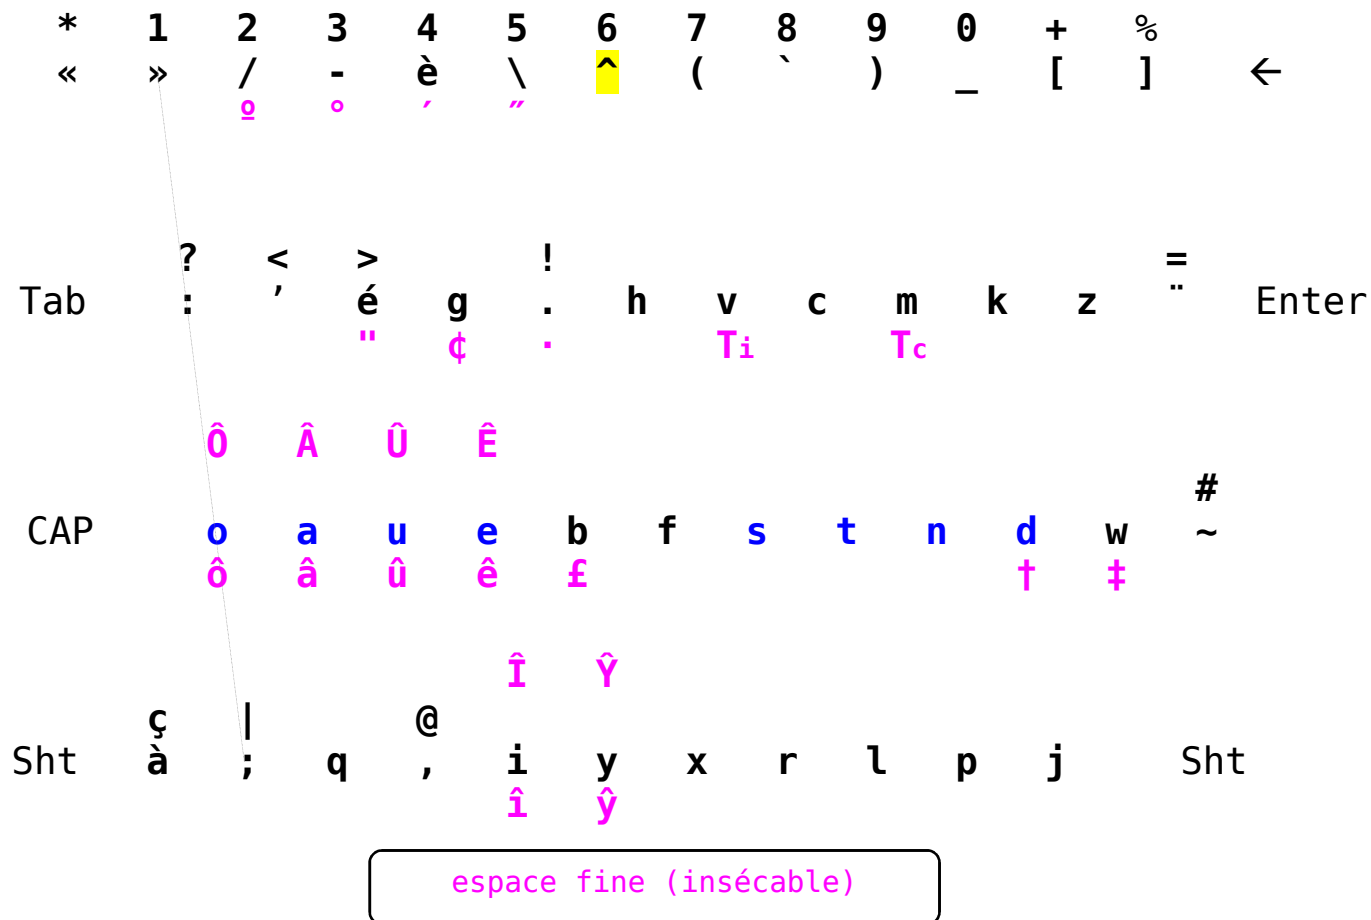 * 1 2 3 4 5 6 7 8 9 0 + %
« » / - è \ ^ ( ` ) _ [ ] ←
º ° ´ ˝
? < > ! =
Tab : ’ é g . h v c m k z ¨ Enter
" ¢ · Ti Tc
Ô Â Û Ê
#
CAP o a u e b f s t n d w ~
ô â û ê £ † ‡
Î Ŷ
ç | @
Sht à ; q , i y x r l p j Sht
î ŷ
espace fine (insécable)